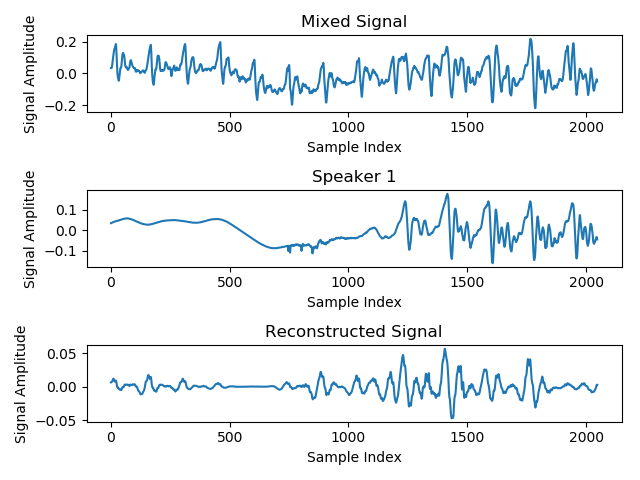 Mixed Signal
Signal Amplitude
0.2
0.0
−0.2
0 500 1000 1500 2000
Sample Index
Speaker 1
Signal Amplitude
0.1
0.0
−0.1
0 500 1000 1500 2000
Sample Index
Reconstructed Signal
Signal Amplitude
0.05
0.00
−0.05
0 500 1000 1500 2000
Sample Index